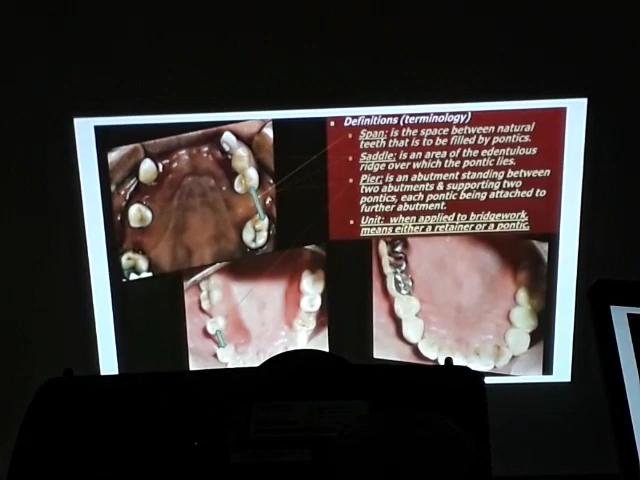 Definitions (terminology)
Span: is the space between natural
teeth that is to be filled by pontics.
Saddle: is an area of the edentulous
ridge over which the pontic lies.
Pier: is an abutment standing between
two abutments & supporting two
pontics, each pontic being attached to
further abutment.
Unit: when applied to bridgework,
means either a retainer or a pontic.